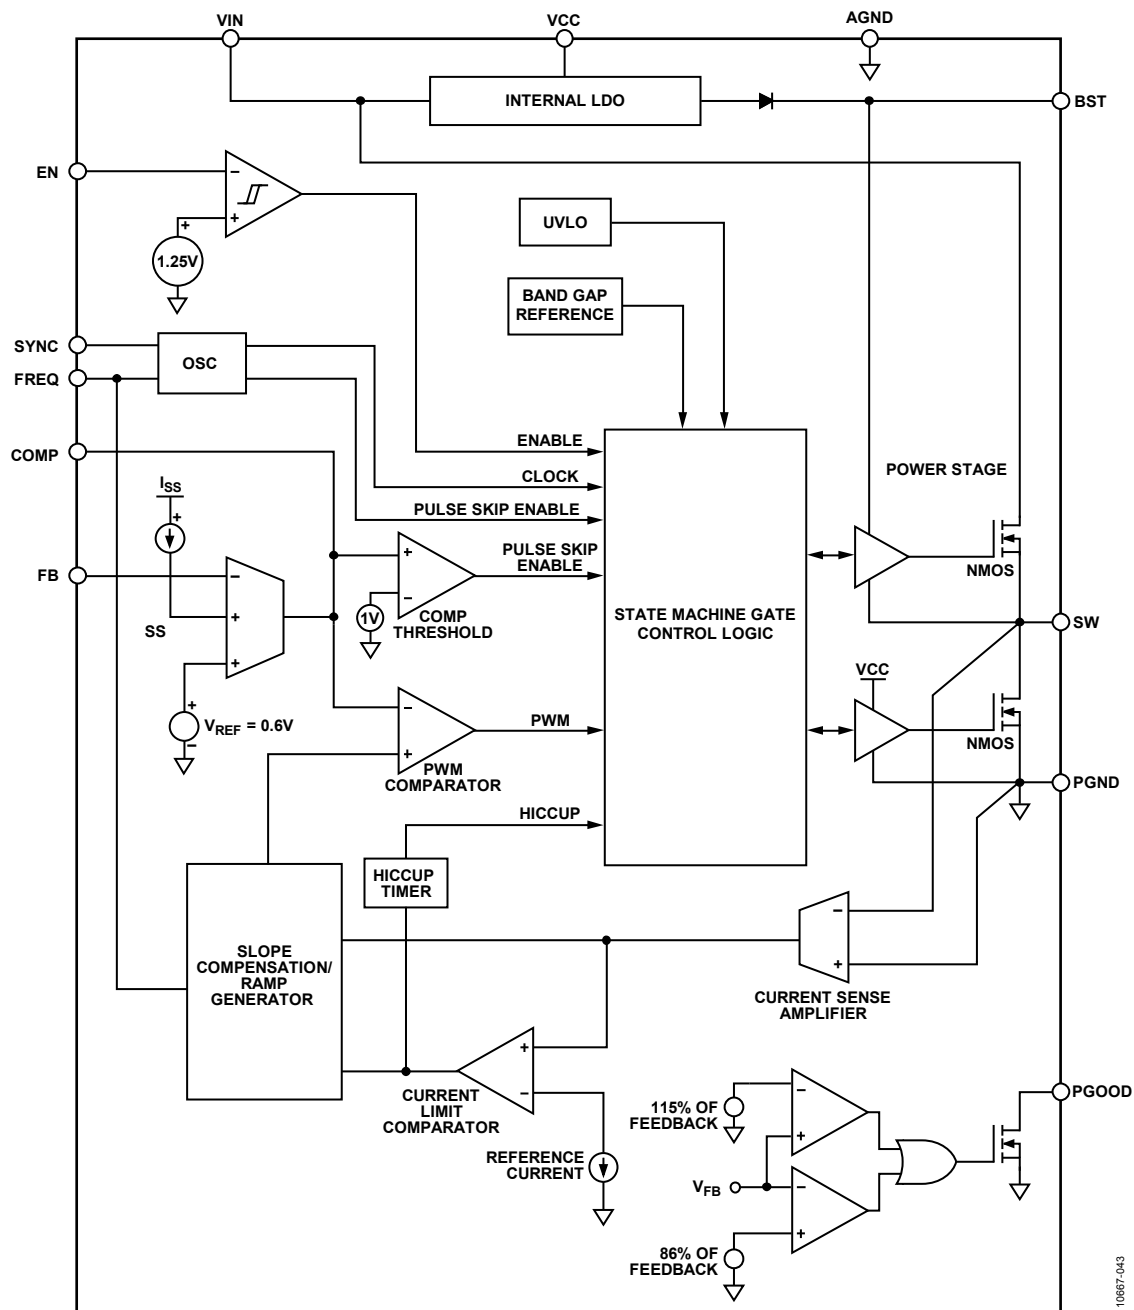 VIN
VCC
AGND
INTERNAL LDO
BST
EN
−
+
+
1.25V
UVLO
BAND GAP
REFERENCE
SYNC
FREQ
OSC
COMP
ENABLE
CLOCK
PULSE SKIP ENABLE
POWER STAGE
ISS
+
FB
−
+
+
SS
+
−
VREF = 0.6V
+
−
1V
COMP
THRESHOLD
PULSE SKIP
ENABLE
STATE MACHINE GATE
CONTROL LOGIC
NMOS
SW
VCC
NMOS
PGND
−
+
PWM
COMPARATOR
PWM
HICCUP
HICCUP
TIMER
SLOPE
COMPENSATION/
RAMP
GENERATOR
−
+
CURRENT SENSE
AMPLIFIER
+
−
CURRENT
LIMIT
COMPARATOR
REFERENCE
CURRENT
115% OF
FEEDBACK
−
+
PGOOD
VFB
−
+
86% OF
FEEDBACK
10667-043